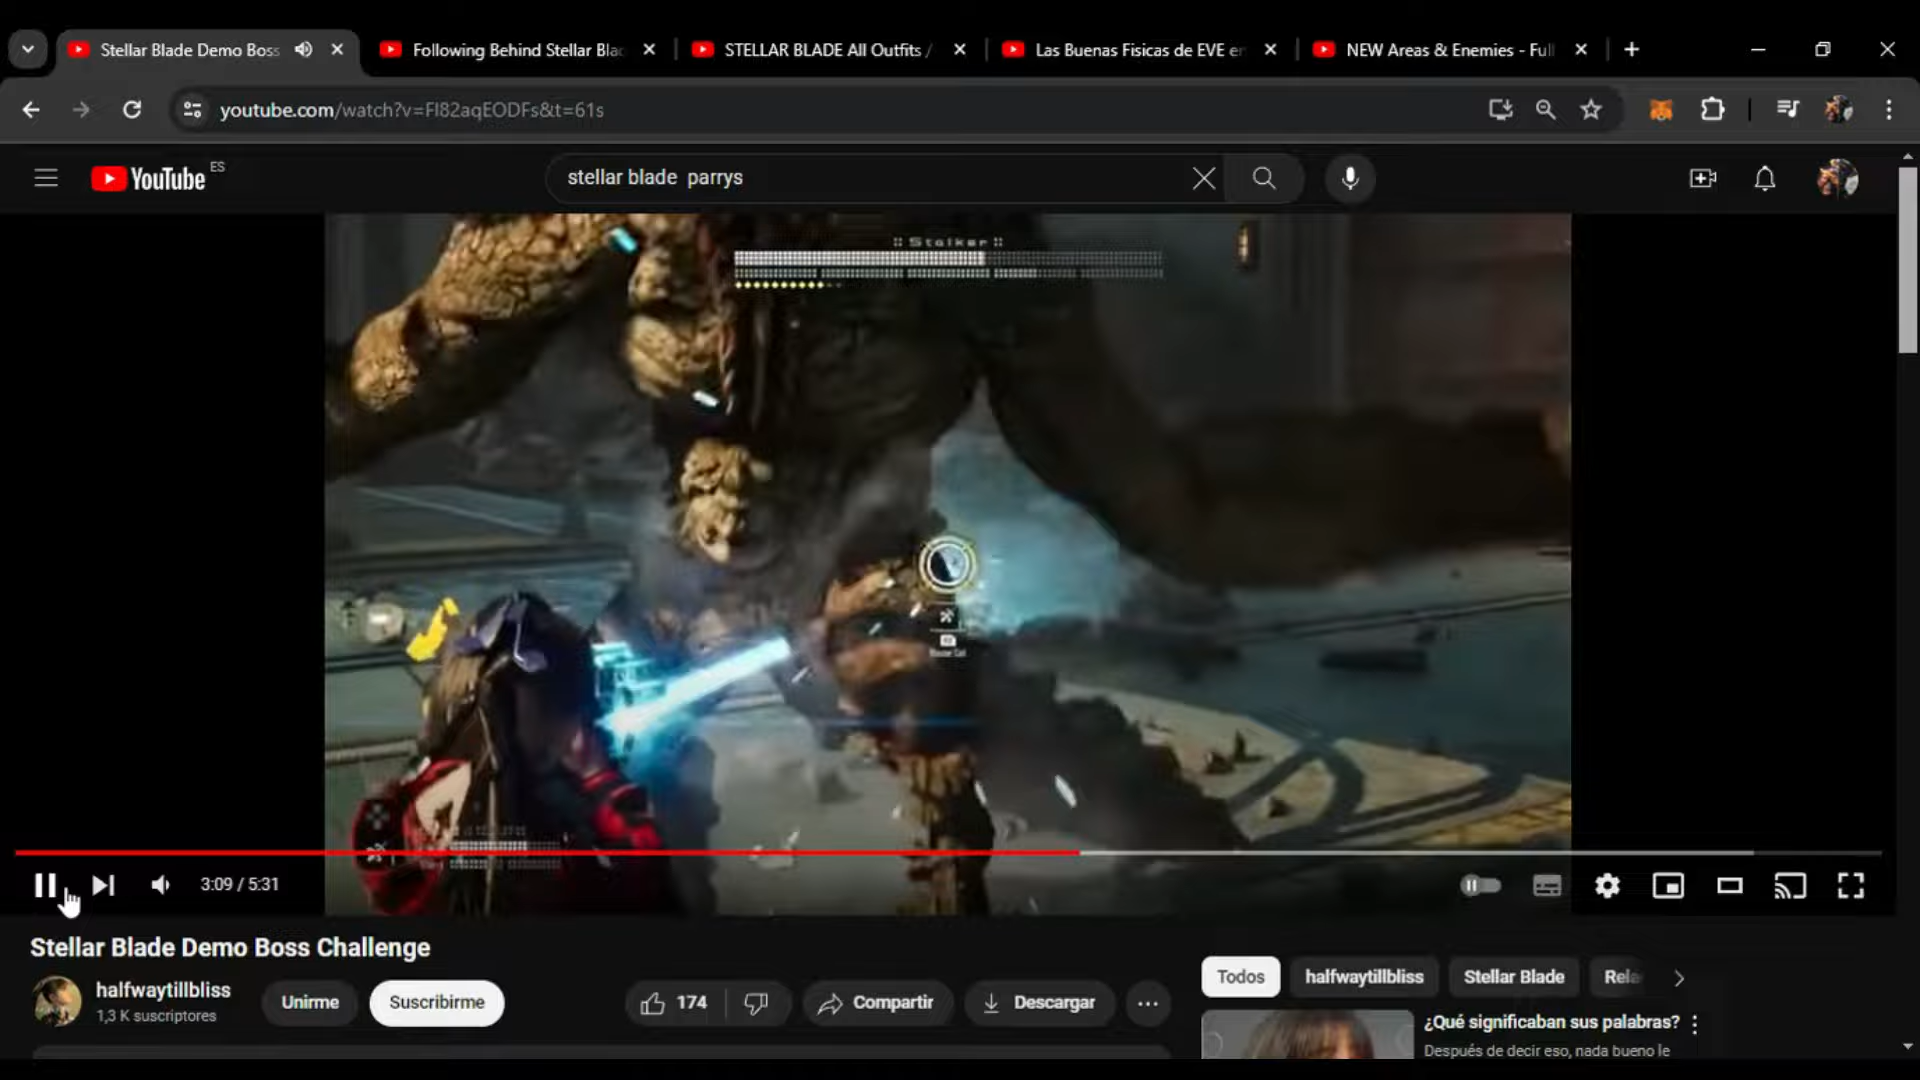 Stellar Blade Demo Boss
Following Behind Stellar Bla
STELLAR BLADE All Outfits /
Las Buenas Fisicas de EVE e
NEW Areas & Enemies - Ful
youtube.com/watch?v=Fl82aqEODFs&t=61s
YouTube ES
stellar blade parrys
:: Stalker ::
3:09 / 5:31
Stellar Blade Demo Boss Challenge
halfwaytillbliss
1,3 K suscriptores
Unirme
Suscribirme
174
Compartir
Descargar
Todos
halfwaytillbliss
Stellar Blade
Rela
¿Qué significaban sus palabras?
Después de decir eso, nada bueno le